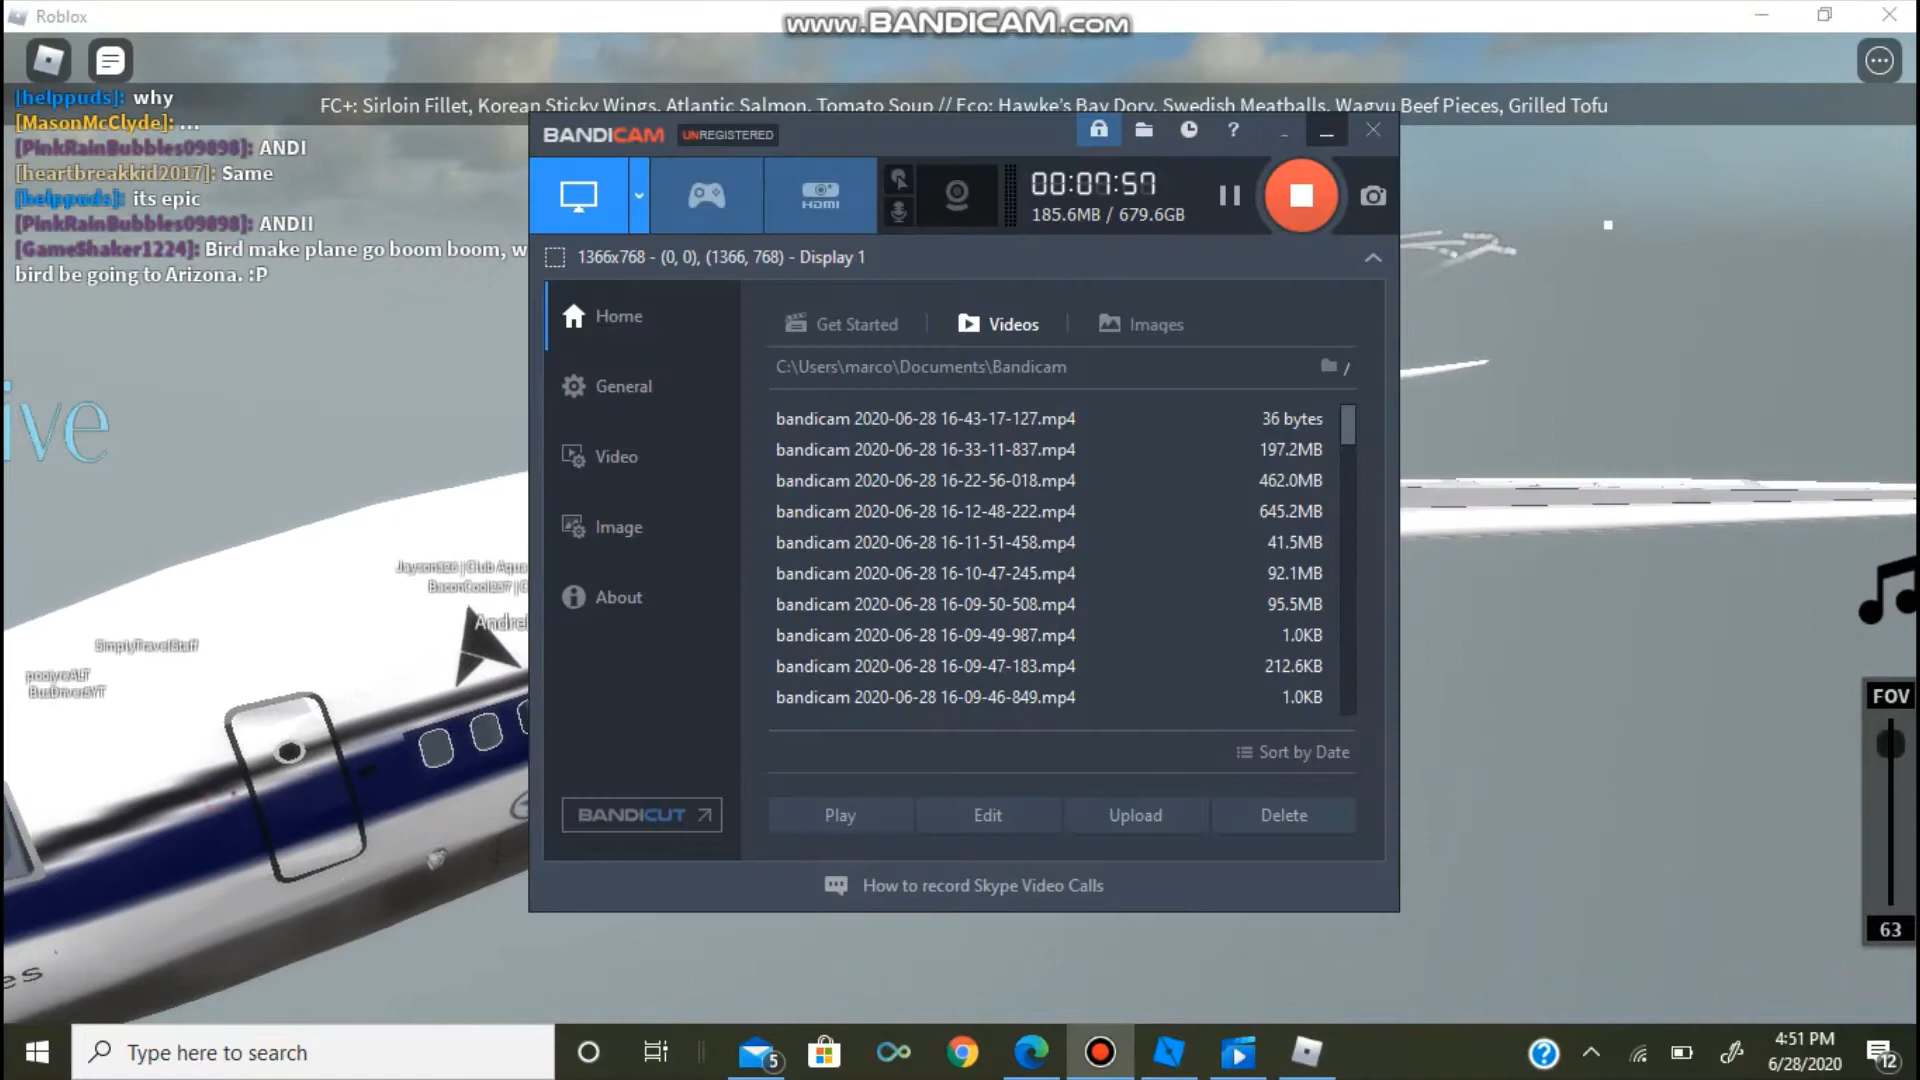 Roblox
www.BANDICAM.com
[helppuds]: why
[MasonMcClyde]: ...
[PinkRainBubbles09898]: ANDI
[heartbreakkid2017]: Same
[helppuds]: its epic
[PinkRainBubbles09898]: ANDII
[GameShaker1224]: Bird make plane go boom boom, w
bird be going to Arizona. :P
FC+: Sirloin Fillet, Korean Sticky Wings, Atlantic Salmon, Tomato Soup // Eco: Hawke's Bay Dory, Swedish Meatballs, Wagyu Beef Pieces, Grilled Tofu
BANDICAM UNREGISTERED
HDMI
00:07:57
185.6MB / 679.6GB
1366x768 - (0, 0), (1366, 768) - Display 1
Home
General
Video
Image
About
BANDICUT
Get Started
Videos
Images
C:\Users\marco\Documents\Bandicam
/
bandicam 2020-06-28 16-43-17-127.mp4 36 bytes
bandicam 2020-06-28 16-33-11-837.mp4 197.2MB
bandicam 2020-06-28 16-22-56-018.mp4 462.0MB
bandicam 2020-06-28 16-12-48-222.mp4 645.2MB
bandicam 2020-06-28 16-11-51-458.mp4 41.5MB
bandicam 2020-06-28 16-10-47-245.mp4 92.1MB
bandicam 2020-06-28 16-09-50-508.mp4 95.5MB
bandicam 2020-06-28 16-09-49-987.mp4 1.0KB
bandicam 2020-06-28 16-09-47-183.mp4 212.6KB
bandicam 2020-06-28 16-09-46-849.mp4 1.0KB
Sort by Date
Play Edit Upload Delete
How to record Skype Video Calls
ive
Andrei
SimplyTravelStaff
es
FOV
63
Type here to search
5
4:51 PM
6/28/2020
12